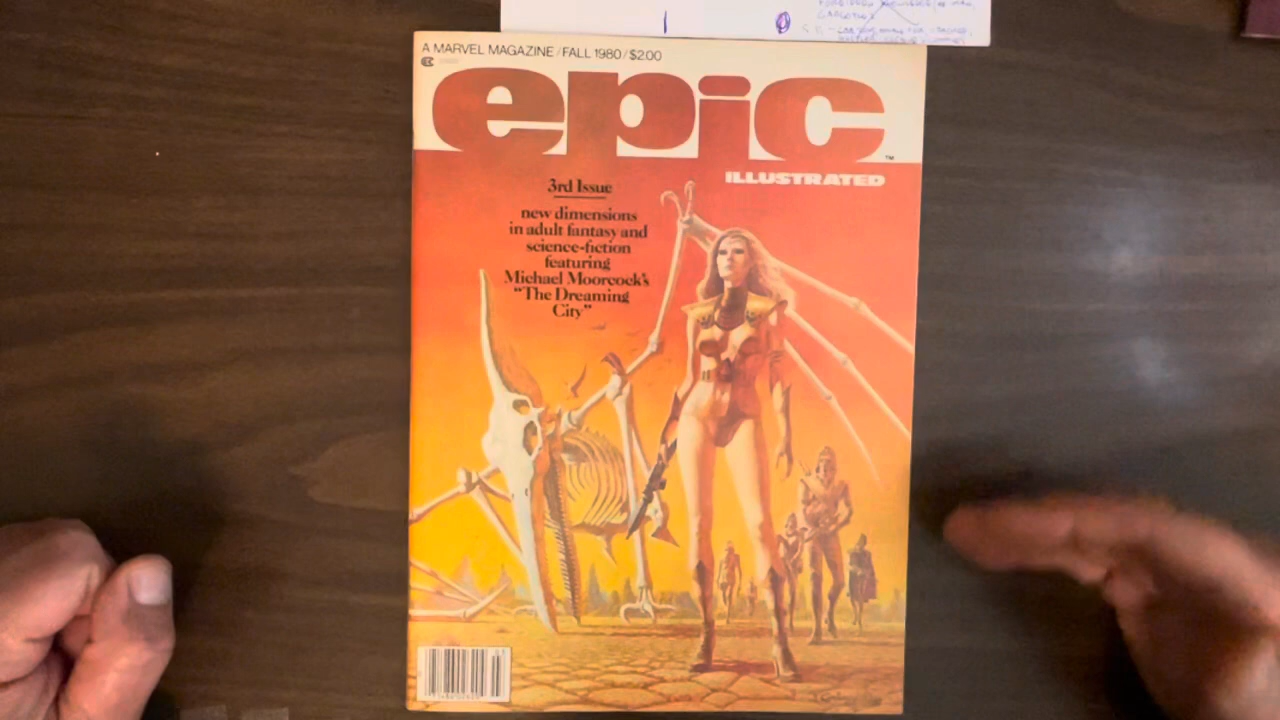 A MARVEL MAGAZINE / FALL 1980 / $2.00
epic
TM
ILLUSTRATED
3rd Issue
new dimensions
in adult fantasy and
science-fiction
featuring
Michael Moorcock's
"The Dreaming
City"